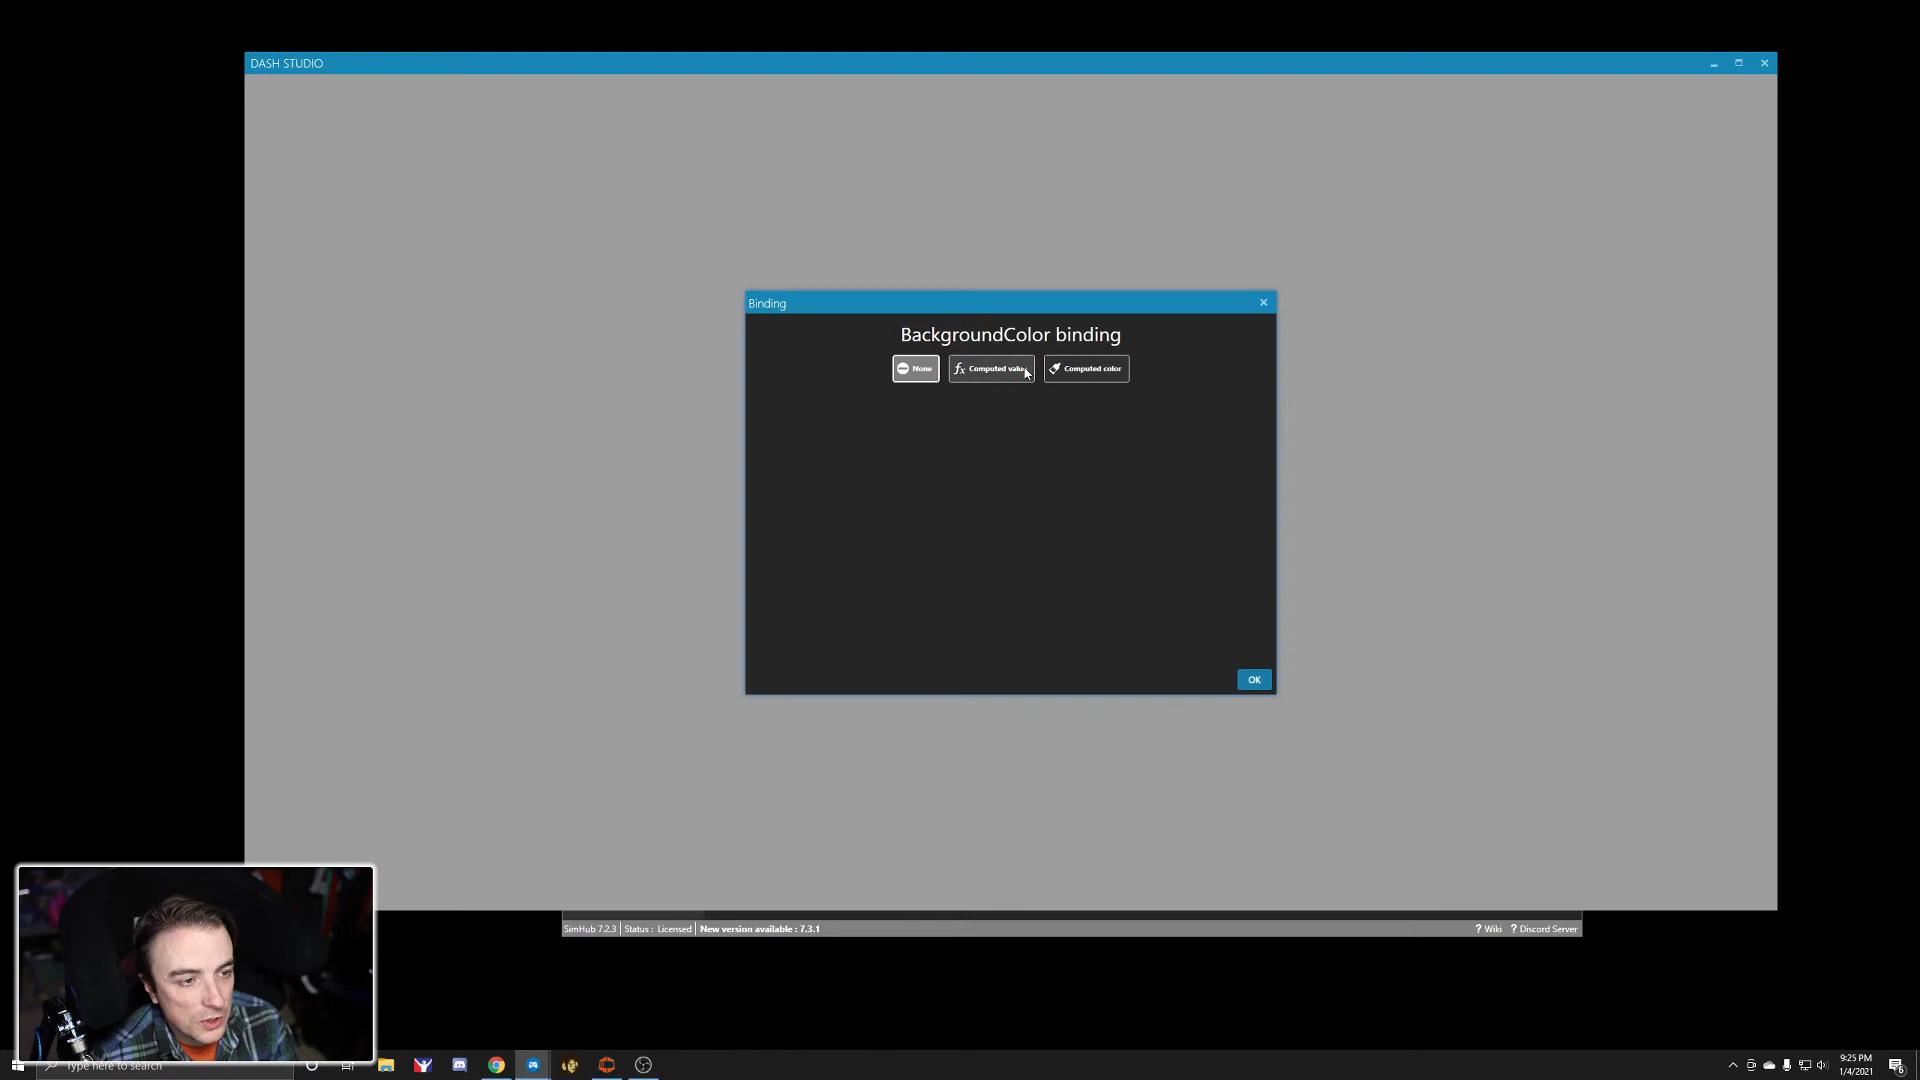 DASH STUDIO
Binding
BackgroundColor binding
None
Computed value
Computed color
OK
SimHub 7.2.3
Status : Licensed
New version available : 7.3.1
? Wiki
? Discord Server
Type here to search
9:25 PM
1/4/2021
6